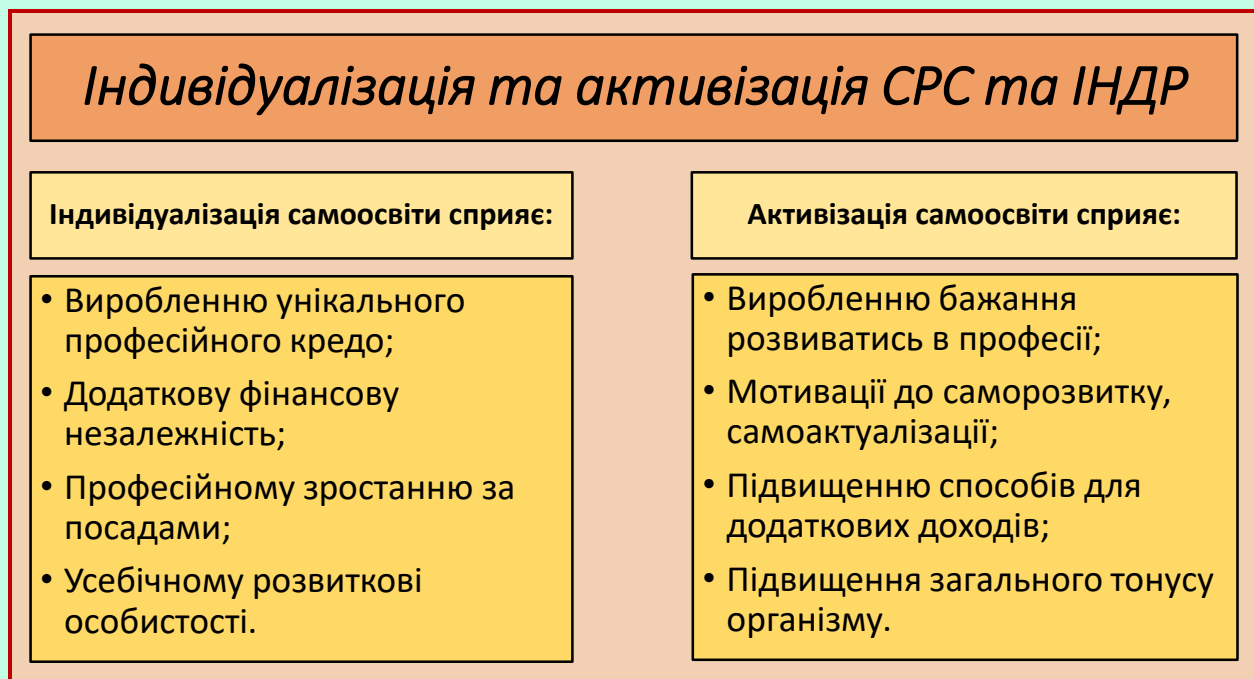 Індивідуалізація та активізація СРС та ІНДР
Індивідуалізація самоосвіти сприяє:
• Виробленню унікального
професійного кредо;
• Додаткову фінансову
незалежність;
• Професійному зростанню за
посадами;
• Усебічному розвиткові
особистості.
Активізація самоосвіти сприяє:
• Виробленню бажання
розвиватись в професії;
• Мотивації до саморозвитку,
самоактуалізації;
• Підвищенню способів для
додаткових доходів;
• Підвищення загального тонусу
організму.